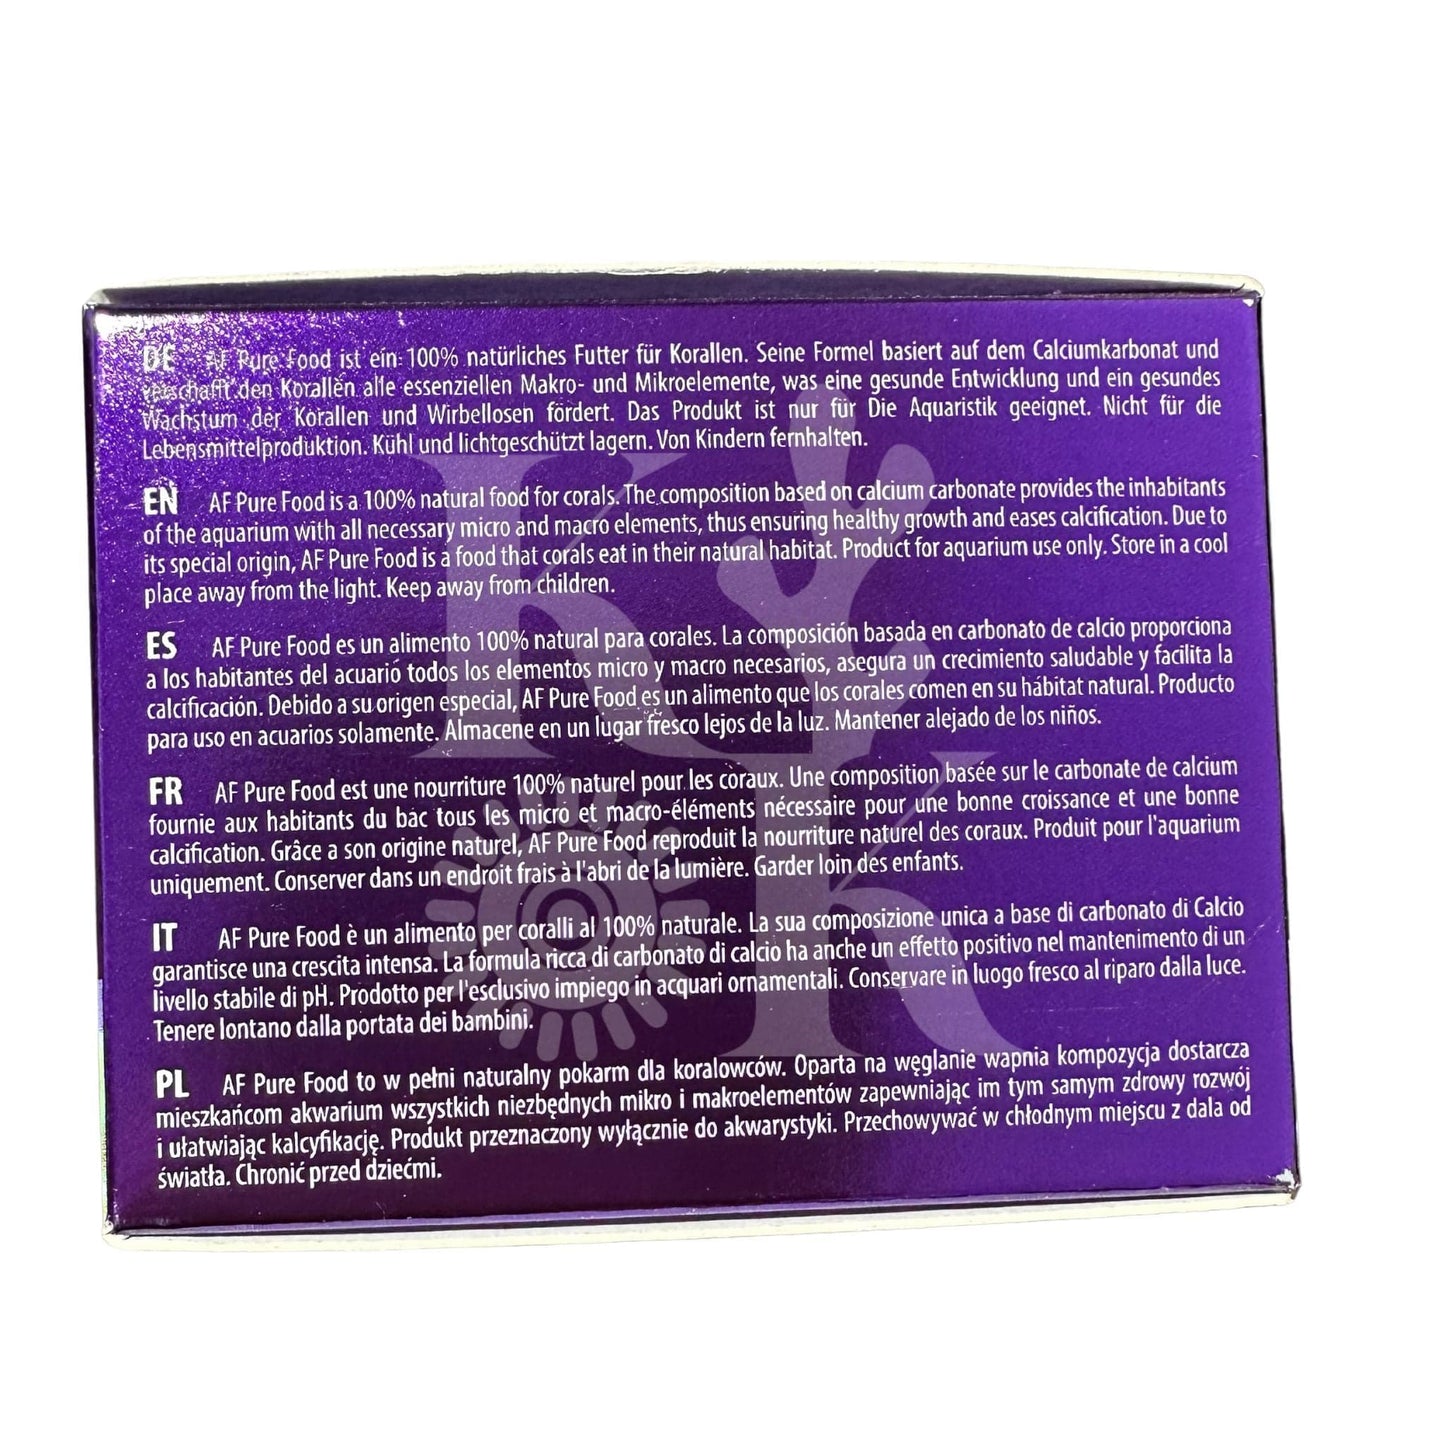 DE AF Pure Food ist ein 100% natürliches Futter für Korallen. Seine Formel basiert auf dem Calciumkarbonat und
verschafft den Korallen alle essenziellen Makro- und Mikroelemente, was eine gesunde Entwicklung und ein gesundes
Wachstum der Korallen und Wirbellosen fördert. Das Produkt ist nur für Die Aquaristik geeignet. Nicht für die
Lebensmittelproduktion. Kühl und lichtgeschützt lagern. Von Kindern fernhalten.
EN AF Pure Food is a 100% natural food for corals. The composition based on calcium carbonate provides the inhabitants
of the aquarium with all necessary micro and macro elements, thus ensuring healthy growth and eases calcification. Due to
its special origin, AF Pure Food is a food that corals eat in their natural habitat. Product for aquarium use only. Store in a cool
place away from the light. Keep away from children.
ES AF Pure Food es un alimento 100% natural para corales. La composición basada en carbonato de calcio proporciona
a los habitantes del acuario todos los elementos micro y macro necesarios, asegura un crecimiento saludable y facilita la
calcificación. Debido a su origen especial, AF Pure Food es un alimento que los corales comen en su hábitat natural. Producto
para uso en acuarios solamente. Almacene en un lugar fresco lejos de la luz. Mantener alejado de los niños.
FR AF Pure Food est une nourriture 100% naturel pour les coraux. Une composition basée sur le carbonate de calcium
fournie aux habitants du bac tous les micro et macro-éléments nécessaire pour une bonne croissance et une bonne
calcification. Grâce a son origine naturel, AF Pure Food reproduit la nourriture naturel des coraux. Produit pour l'aquarium
uniquement. Conserver dans un endroit frais à l'abri de la lumière. Garder loin des enfants.
IT AF Pure Food è un alimento per coralli al 100% naturale. La sua composizione unica a base di carbonato di Calcio
garantisce una crescita intensa. La formula ricca di carbonato di calcio ha anche un effetto positivo nel mantenimento di un
livello stabile di pH. Prodotto per l'esclusivo impiego in acquari ornamentali. Conservare in luogo fresco al riparo dalla luce.
Tenere lontano dalla portata dei bambini.
PL AF Pure Food to w pełni naturalny pokarm dla koralowców. Oparta na węglanie wapnia kompozycja dostarcza
mieszkańcom akwarium wszystkich niezbędnych mikro i makroelementów zapewniając im tym samym zdrowy rozwój
i ułatwiając kalcyfikację. Produkt przeznaczony wyłącznie do akwarystyki. Przechowywać w chłodnym miejscu z dala od
światła. Chronić przed dziećmi.
K
K